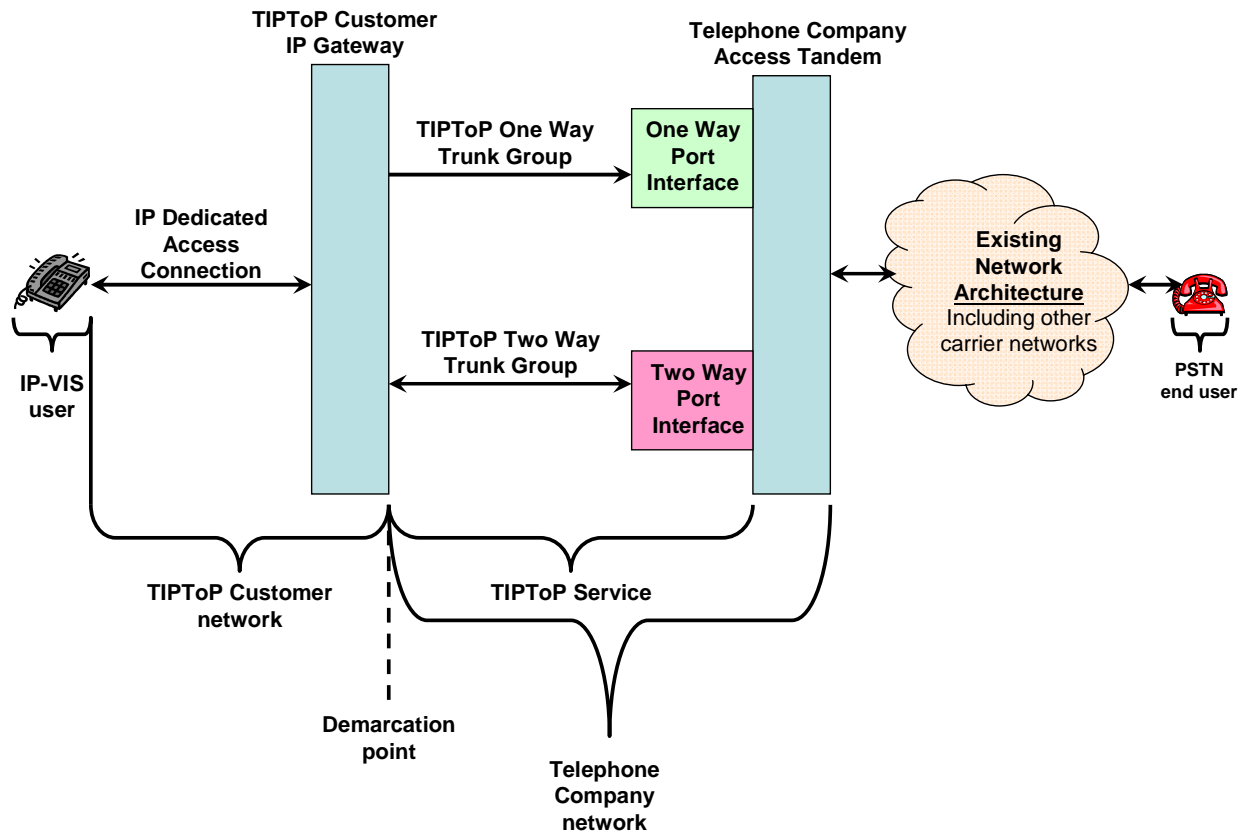 TIPToP Customer
IP Gateway
Telephone Company
Access Tandem
TIPToP One Way
Trunk Group
One Way
Port
Interface
IP Dedicated
Access
Connection
Existing
Network
Architecture
Including other
carrier networks
TIPToP Two Way
Trunk Group
Two Way
Port
Interface
IP-VIS
user
PSTN
end user
TIPToP Customer
network
TIPToP Service
Demarcation
point
Telephone
Company
network